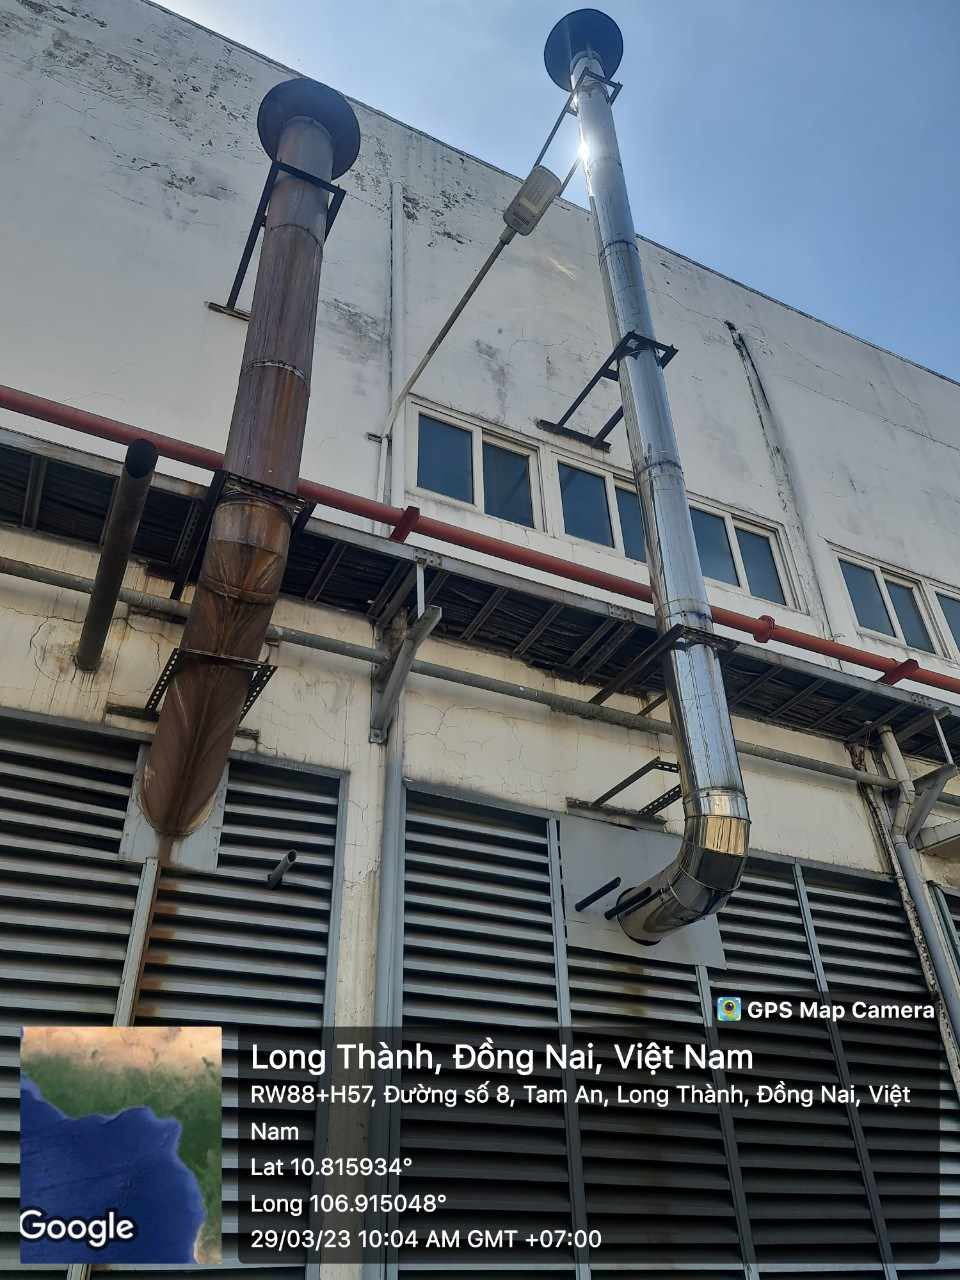 GPS Map Camera
Long Thành, Đồng Nai, Việt Nam
RW88+H57, Đường số 8, Tam An, Long Thành, Đồng Nai, Việt
Nam
Lat 10.815934°
Long 106.915048°
29/03/23 10:04 AM GMT +07:00
Google